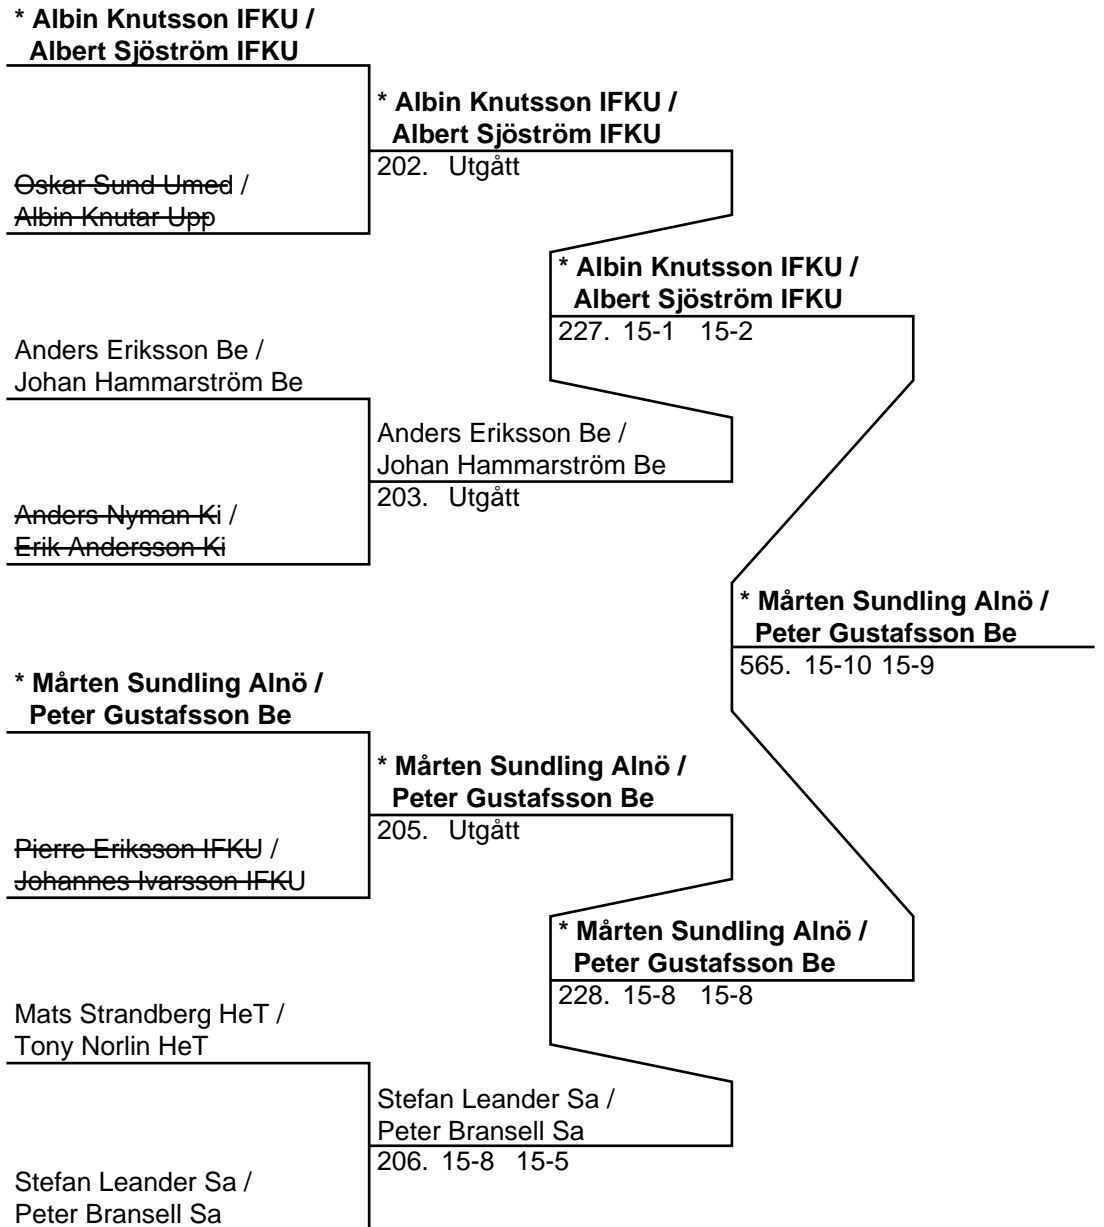 * Albin Knutsson IFKU /
Albert Sjöström IFKU
* Albin Knutsson IFKU /
Albert Sjöström IFKU
202. Utgått
Oskar Sund Umed /
Albin Knutar Upp
* Albin Knutsson IFKU /
Albert Sjöström IFKU
227. 15-1 15-2
Anders Eriksson Be /
Johan Hammarström Be
Anders Eriksson Be /
Johan Hammarström Be
203. Utgått
Anders Nyman Ki /
Erik Andersson Ki
* Mårten Sundling Alnö /
Peter Gustafsson Be
565. 15-10 15-9
* Mårten Sundling Alnö /
Peter Gustafsson Be
* Mårten Sundling Alnö /
Peter Gustafsson Be
205. Utgått
Pierre Eriksson IFKU /
Johannes Ivarsson IFKU
* Mårten Sundling Alnö /
Peter Gustafsson Be
228. 15-8 15-8
Mats Strandberg HeT /
Tony Norlin HeT
Stefan Leander Sa /
Peter Bransell Sa
206. 15-8 15-5
Stefan Leander Sa /
Peter Bransell Sa